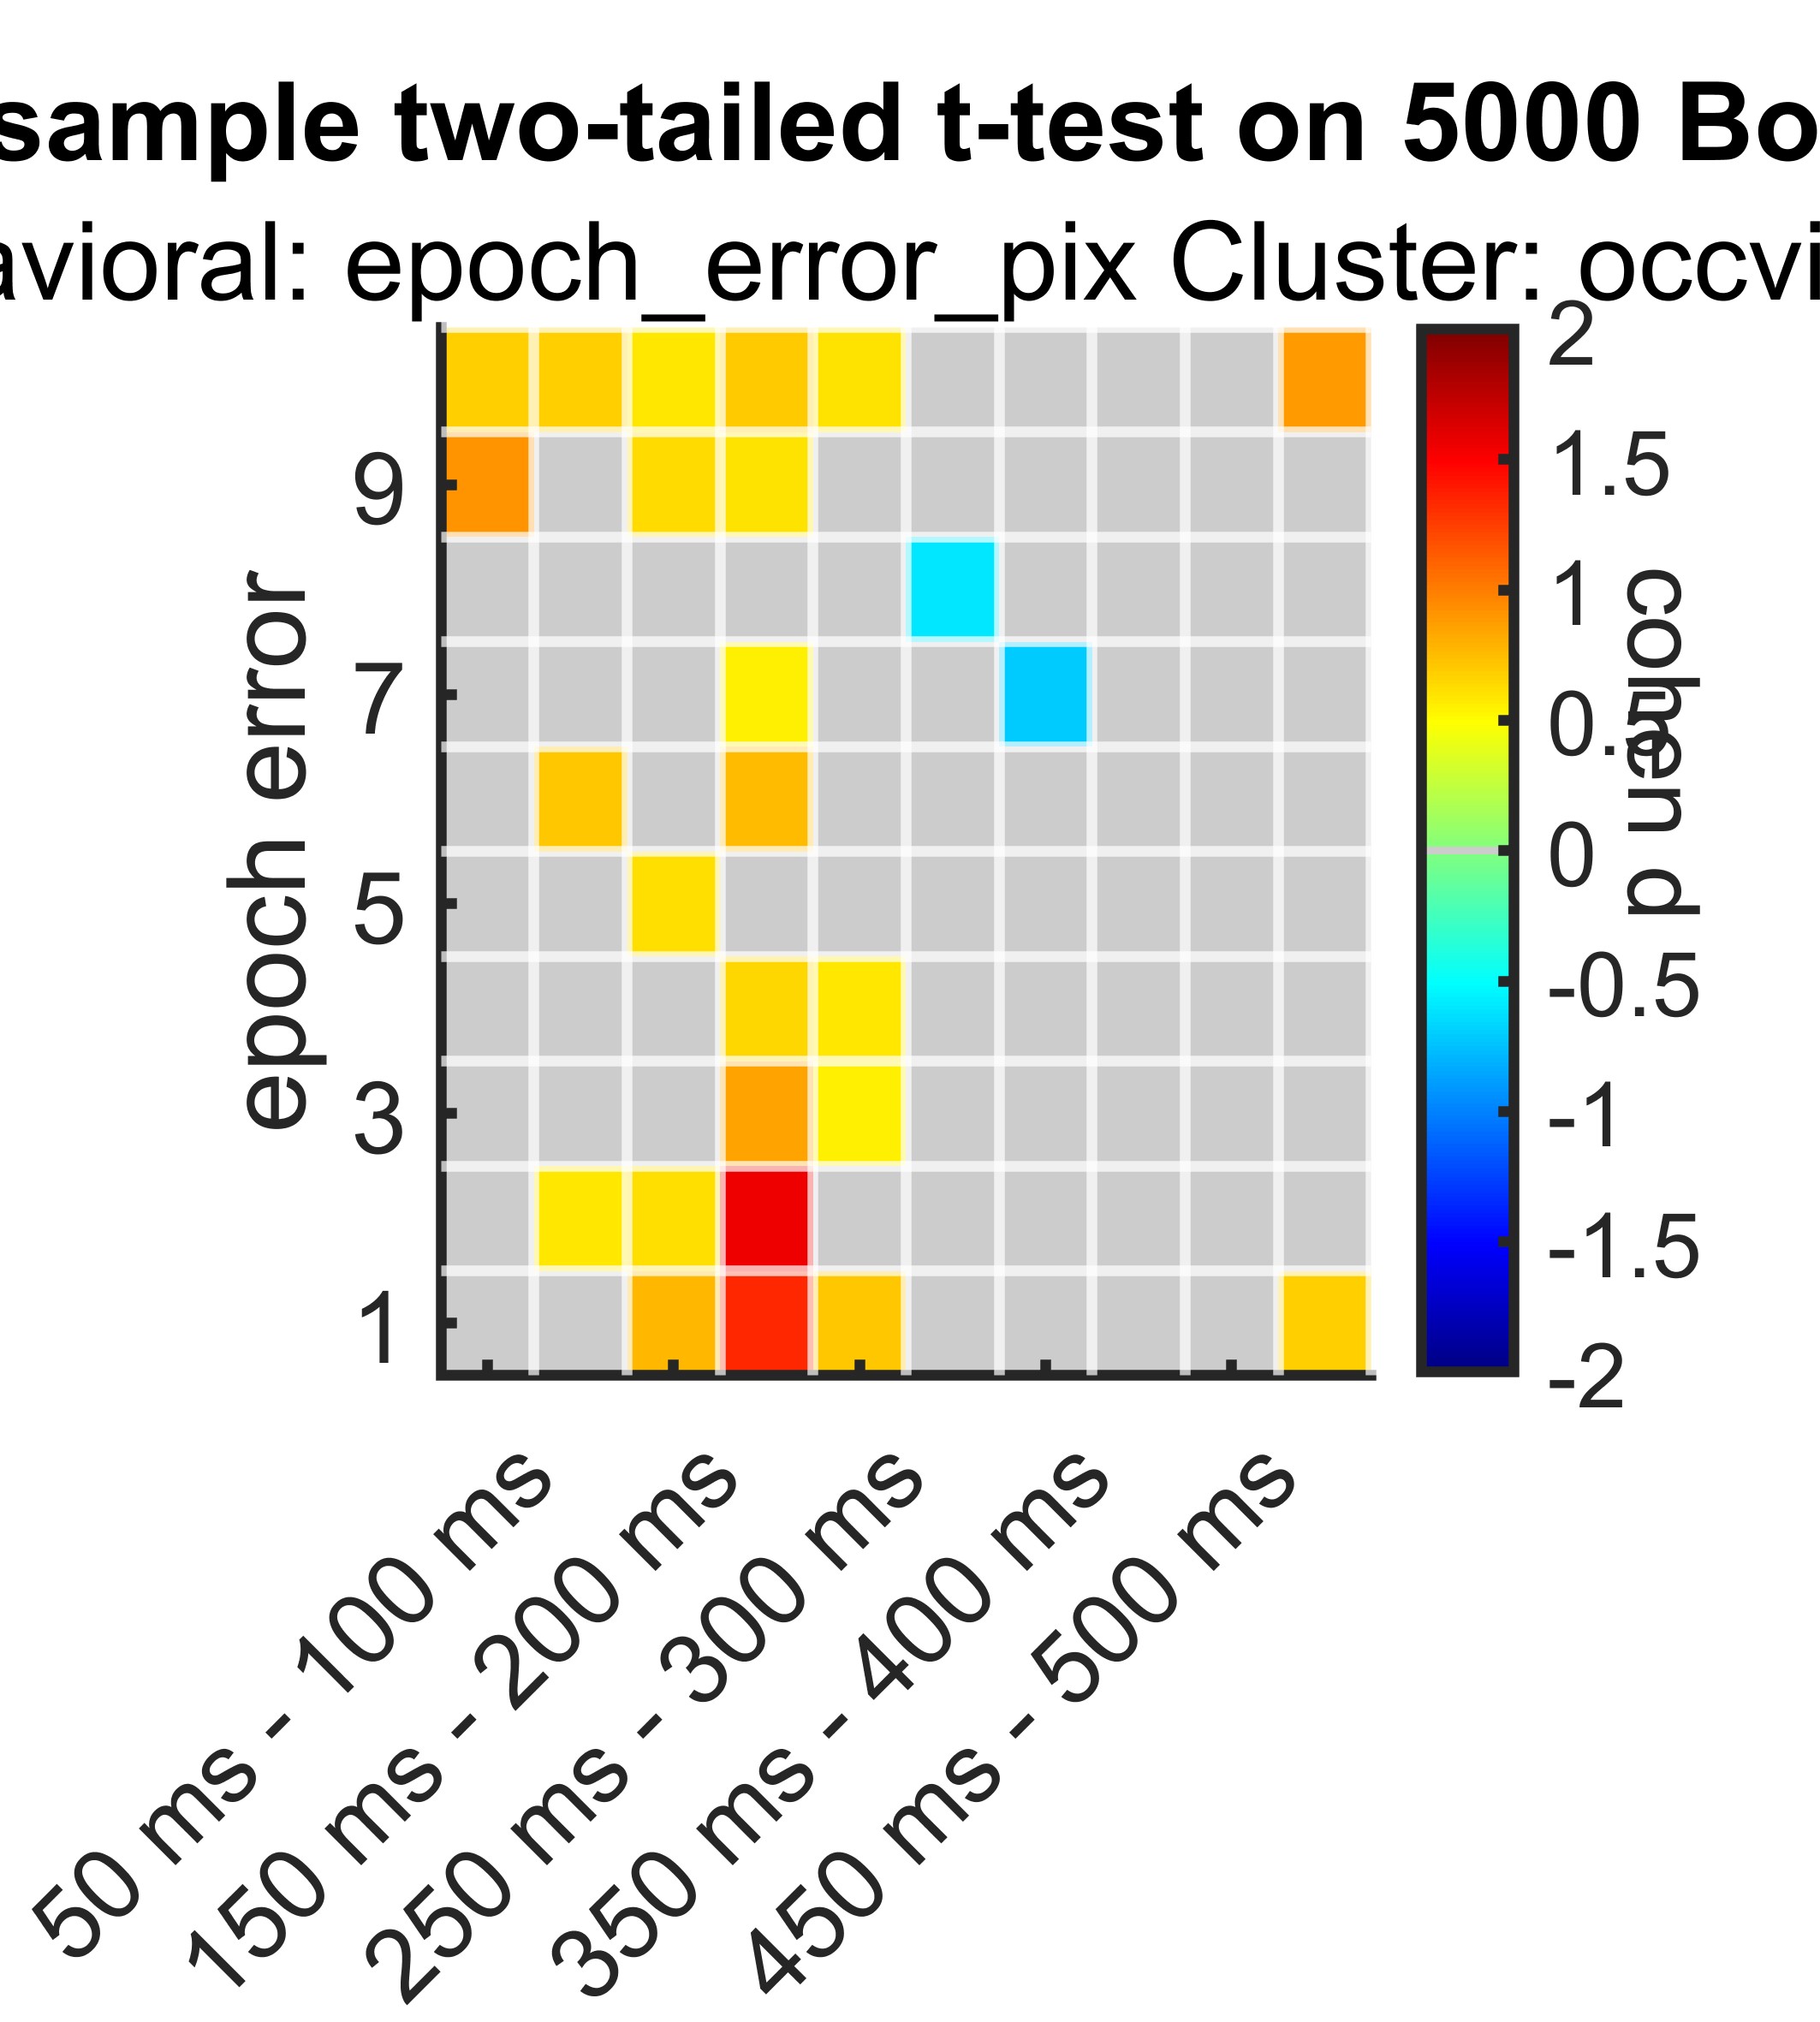 sample two-tailed t-test on 5000 Bo
avioral: epoch_error_pix Cluster: occvi
epoch error
9
7
5
3
1
50 ms - 100 ms
150 ms - 200 ms
250 ms - 300 ms
350 ms - 400 ms
450 ms - 500 ms
2
1.5
1
0.5
0
-0.5
-1
-1.5
-2
cohen d